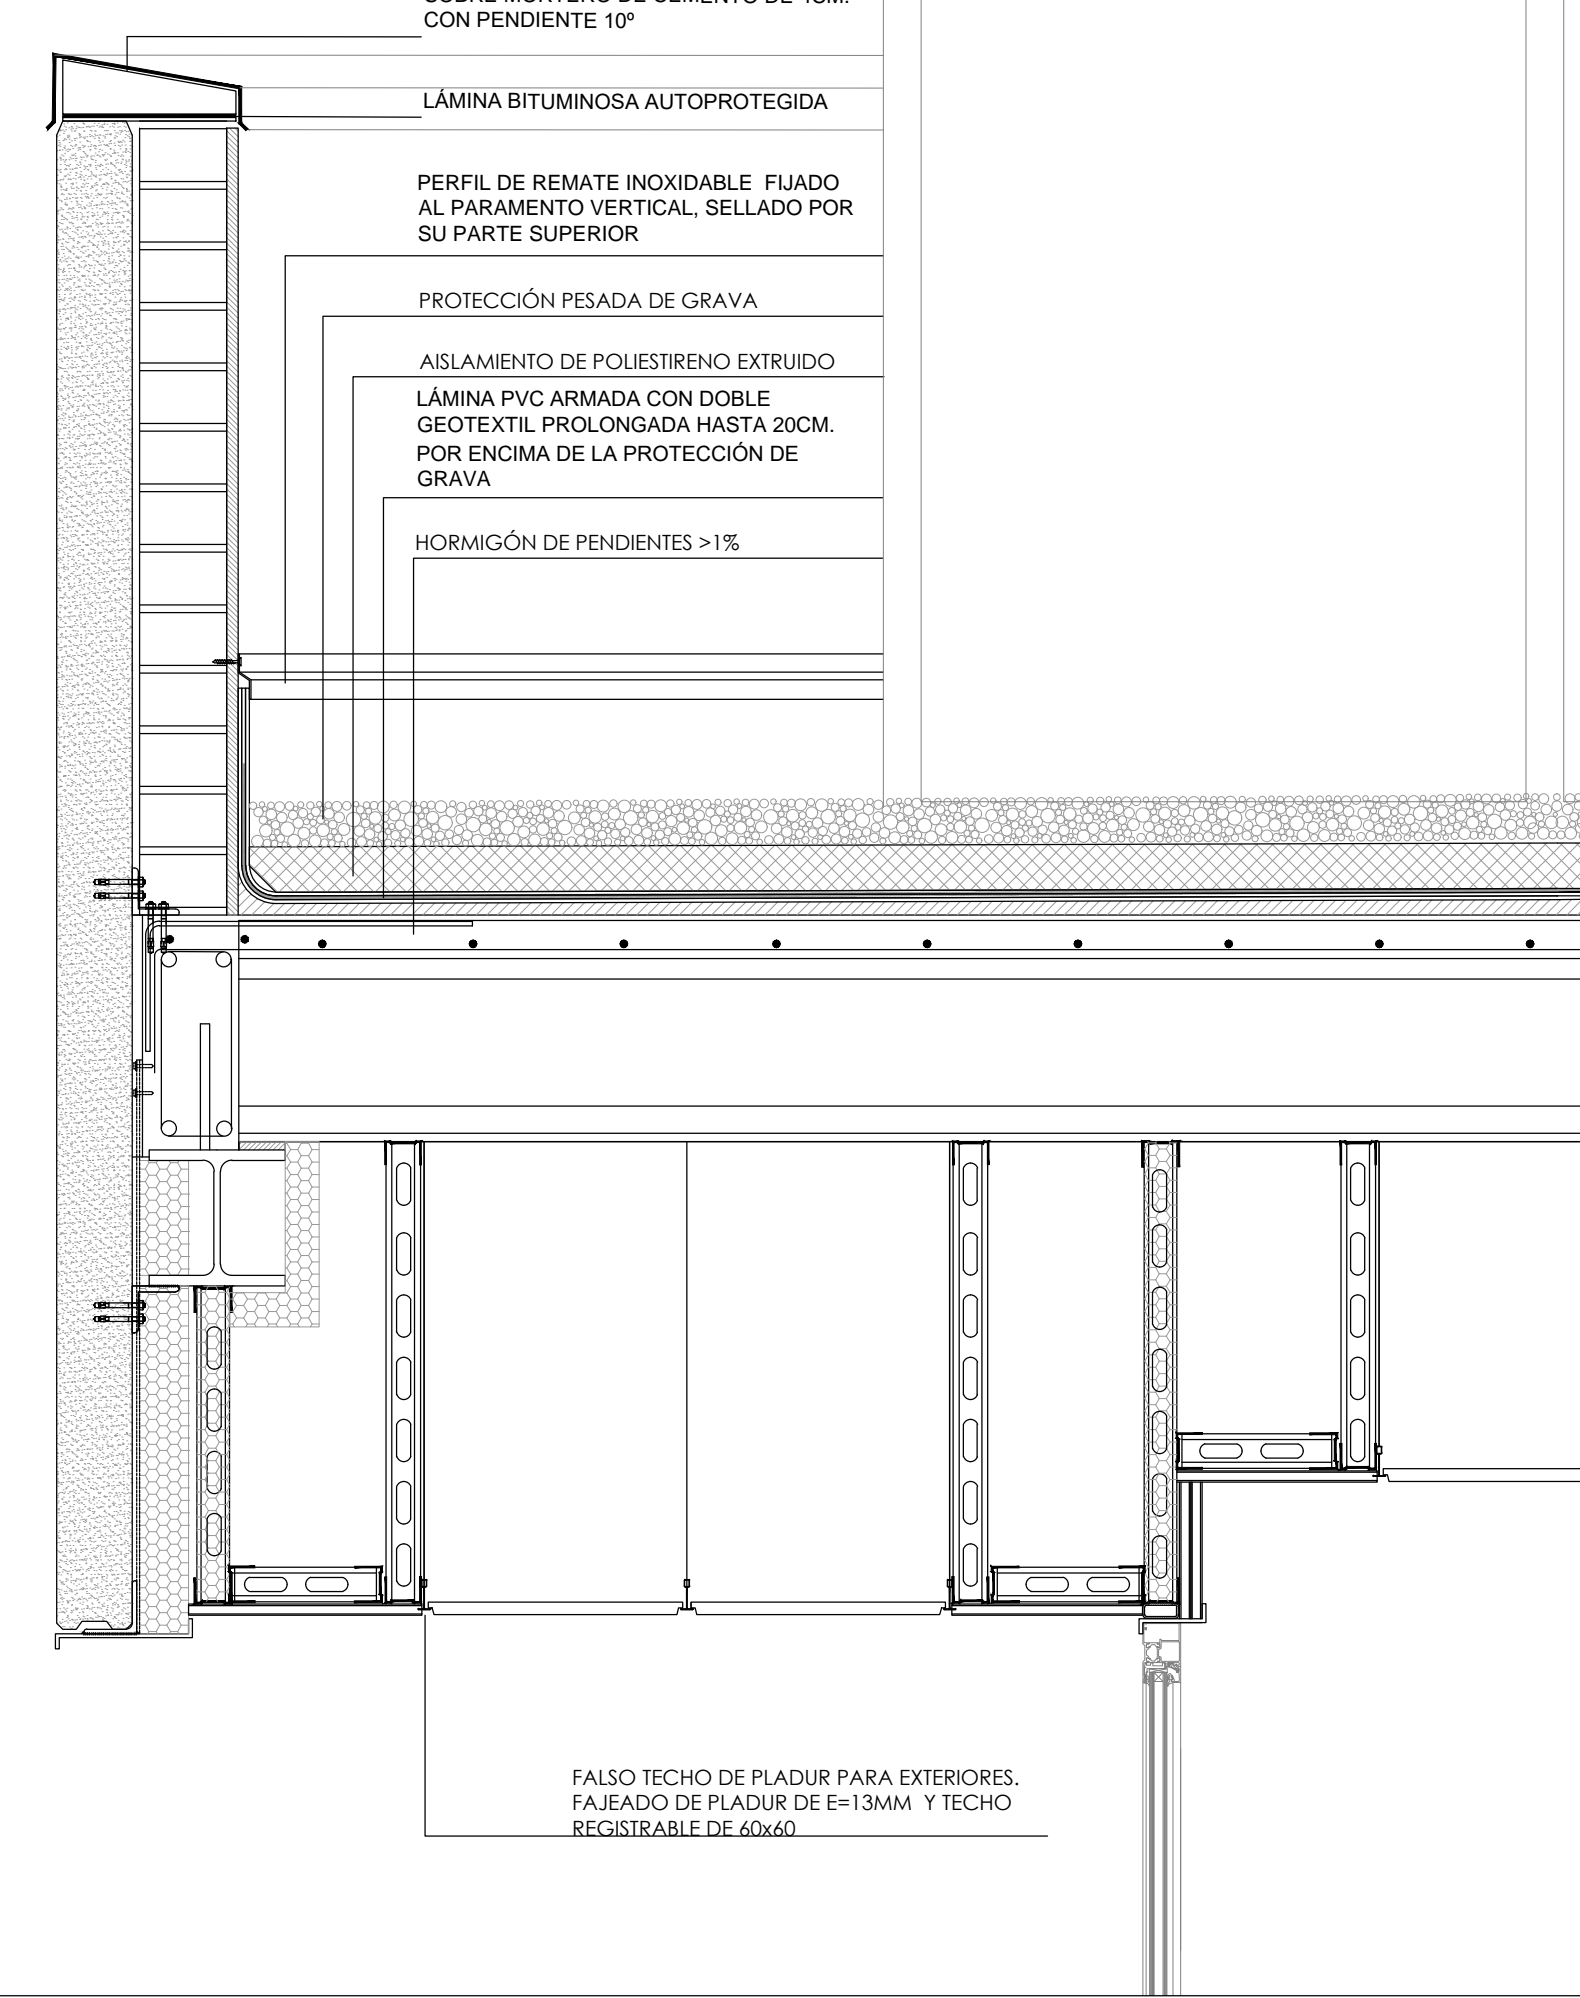 CON PENDIENTE 10º
LÁMINA BITUMINOSA AUTOPROTEGIDA
PERFIL DE REMATE INOXIDABLE FIJADO
AL PARAMENTO VERTICAL, SELLADO POR
SU PARTE SUPERIOR
PROTECCIÓN PESADA DE GRAVA
AISLAMIENTO DE POLIESTIRENO EXTRUIDO
LÁMINA PVC ARMADA CON DOBLE
GEOTEXTIL PROLONGADA HASTA 20CM.
POR ENCIMA DE LA PROTECCIÓN DE
GRAVA
HORMIGÓN DE PENDIENTES >1%
FALSO TECHO DE PLADUR PARA EXTERIORES.
FAJEADO DE PLADUR DE E=13MM Y TECHO
REGISTRABLE DE 60x60